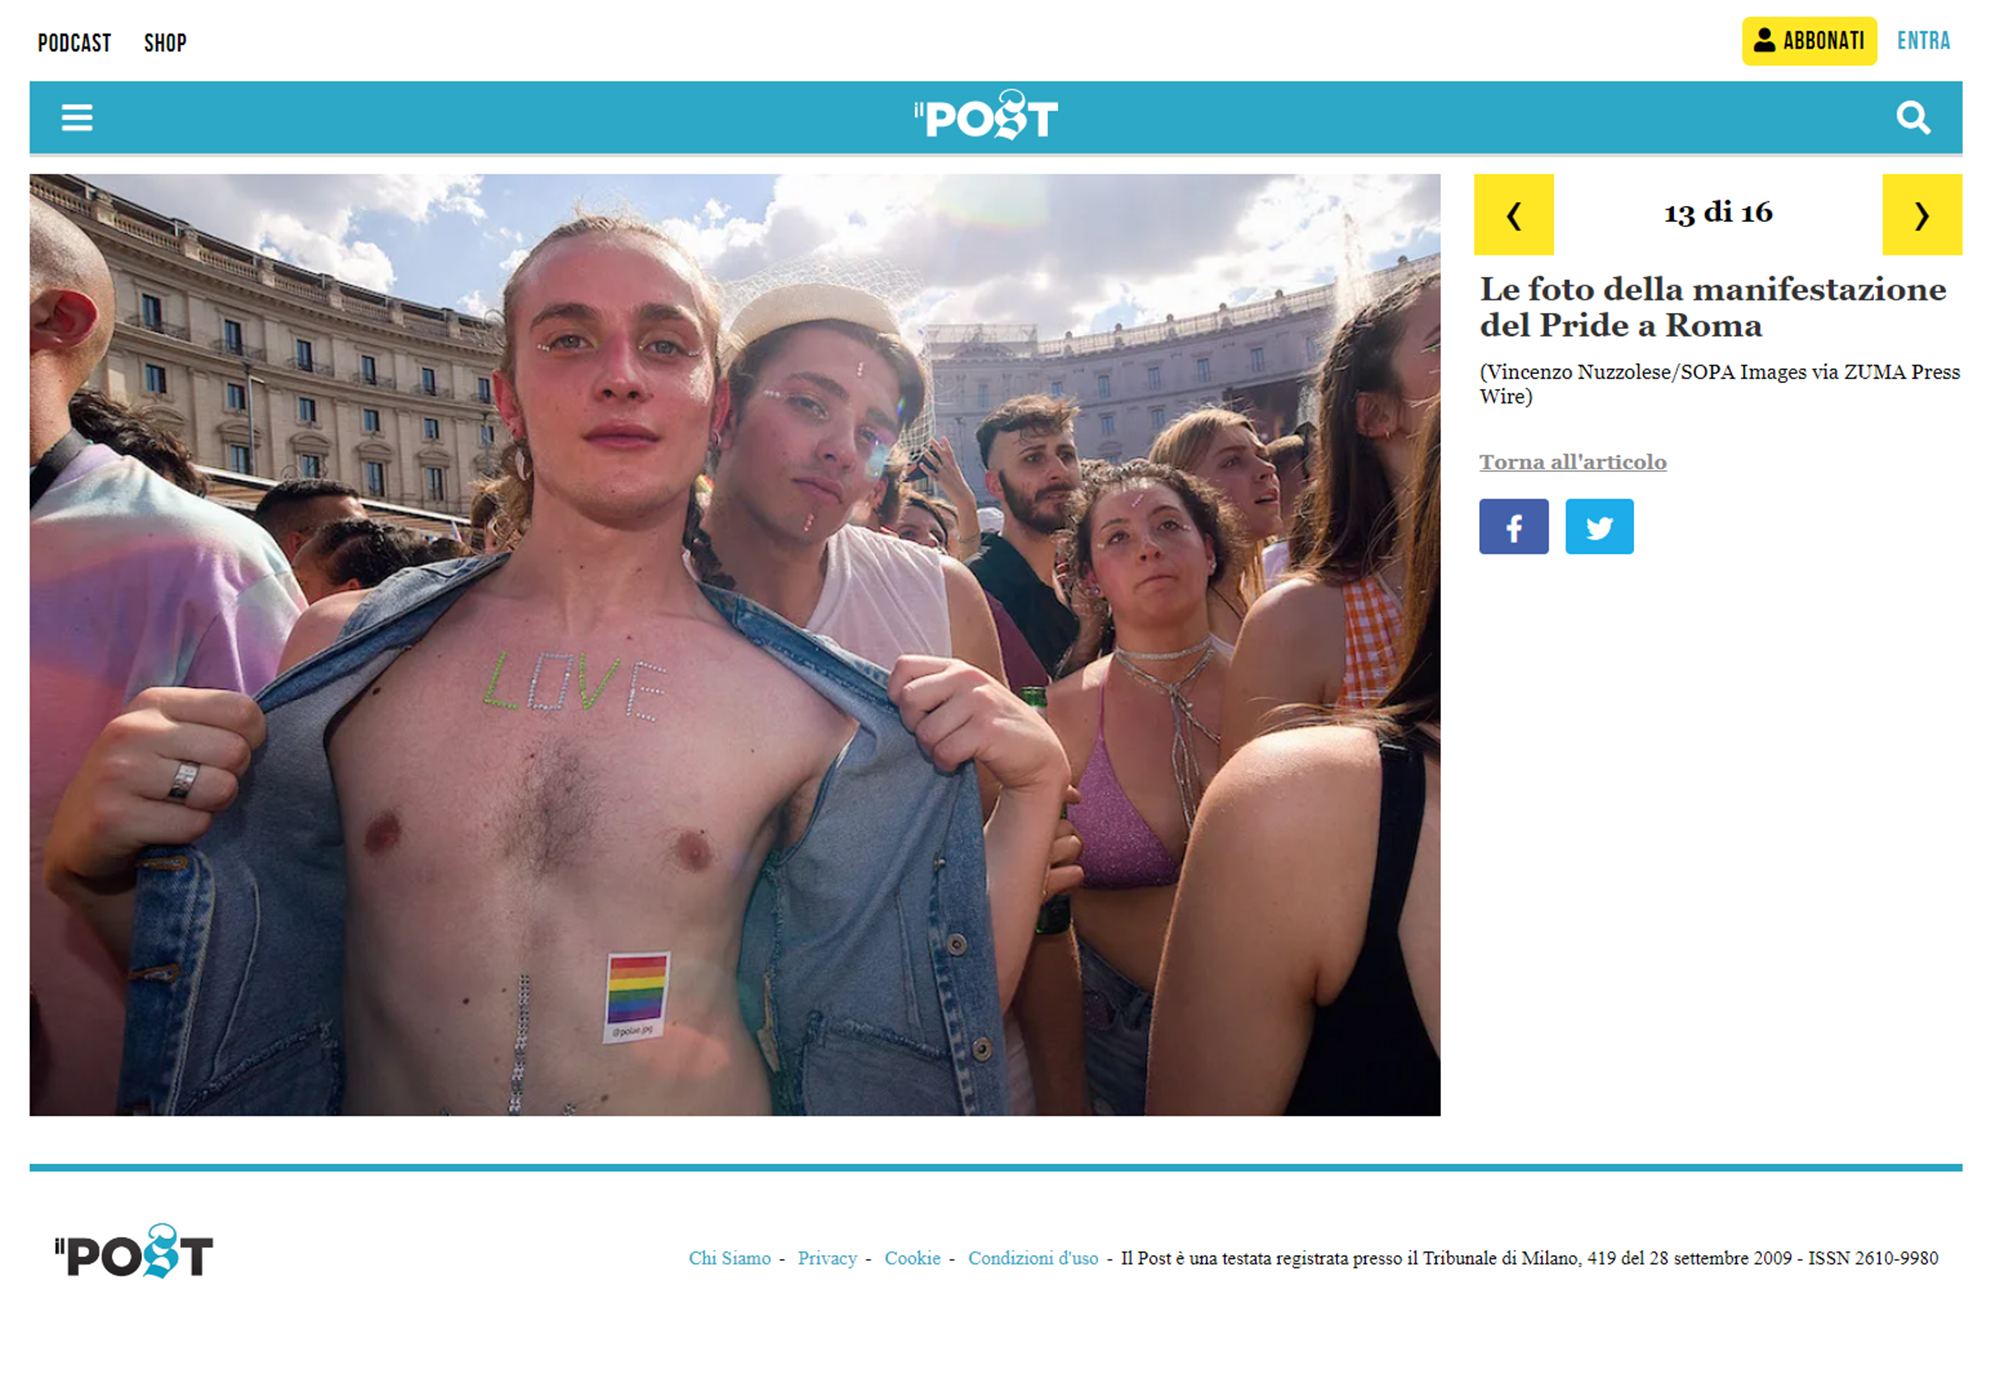 PODCAST SHOP
ABBONATI ENTRA
il POST
13 di 16
Le foto della manifestazione
del Pride a Roma
(Vincenzo Nuzzolese/SOPA Images via ZUMA Press
Wire)
Torna all'articolo
LOVE
@polae.jpg
il POST
Chi Siamo - Privacy - Cookie - Condizioni d'uso - Il Post è una testata registrata presso il Tribunale di Milano, 419 del 28 settembre 2009 - ISSN 2610-9980